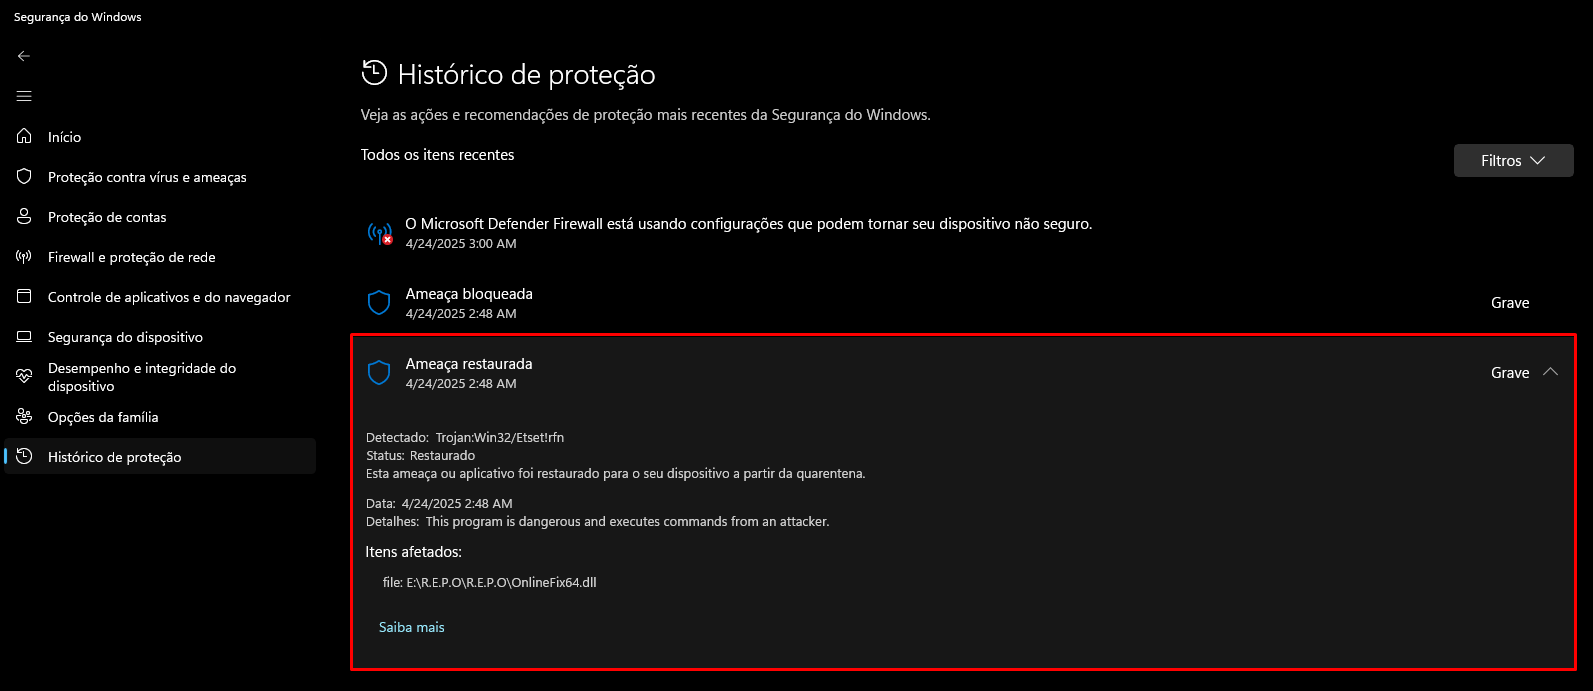 Segurança do Windows
Início
Proteção contra vírus e ameaças
Proteção de contas
Firewall e proteção de rede
Controle de aplicativos e do navegador
Segurança do dispositivo
Desempenho e integridade do
dispositivo
Opções da família
Histórico de proteção
Histórico de proteção
Veja as ações e recomendações de proteção mais recentes da Segurança do Windows.
Todos os itens recentes
Filtros
O Microsoft Defender Firewall está usando configurações que podem tornar seu dispositivo não seguro.
4/24/2025 3:00 AM
Ameaça bloqueada
4/24/2025 2:48 AM
Grave
Ameaça restaurada
4/24/2025 2:48 AM
Grave
Detectado: Trojan:Win32/Etset!rfn
Status: Restaurado
Esta ameaça ou aplicativo foi restaurado para o seu dispositivo a partir da quarentena.
Data: 4/24/2025 2:48 AM
Detalhes: This program is dangerous and executes commands from an attacker.
Itens afetados:
file: E:\R.E.P.O\R.E.P.O\OnlineFix64.dll
Saiba mais